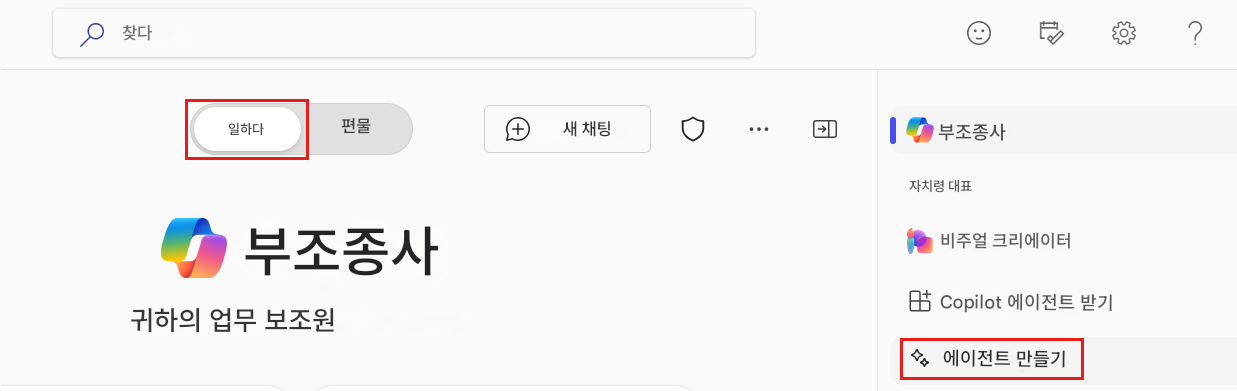 찾다
일하다
편물
새 채팅
부조종사
귀하의 업무 보조원
부조종사
자치령 대표
비주얼 크리에이터
Copilot 에이전트 받기
에이전트 만들기